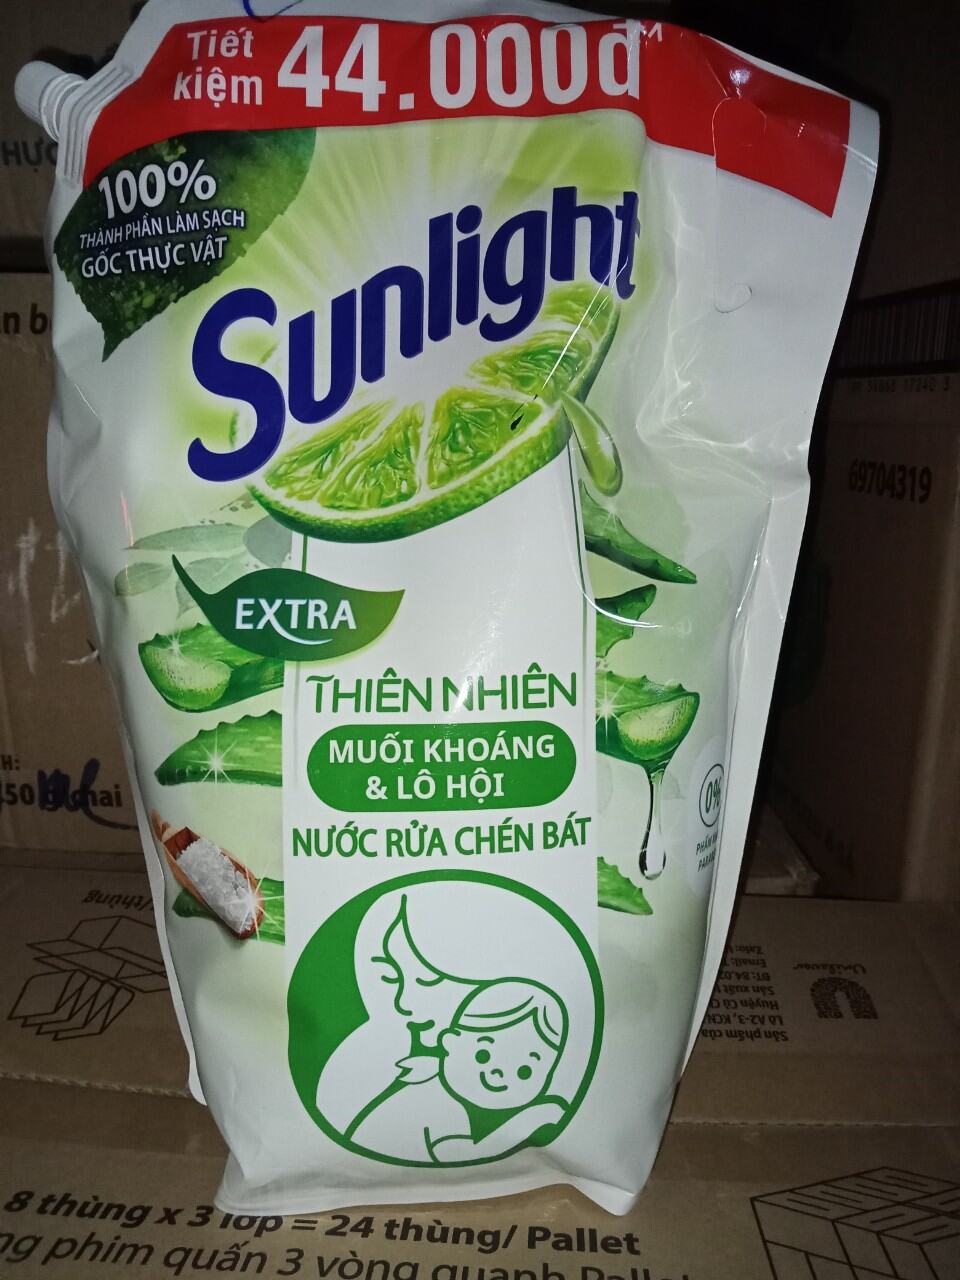 Tiết
kiệm 44.000đ
100%
THÀNH PHẦN LÀM SẠCH
GỐC THỰC VẬT
Sunlight
EXTRA
THIÊN NHIÊN
MUỐI KHOÁNG
& LÔ HỘI
NƯỚC RỬA CHÉN BÁT
0%
69704319
/thùng
Unilever
8 thùng x 3 lớp = 24 thùng/ Pallet
phim quấn 3 vòng quanh